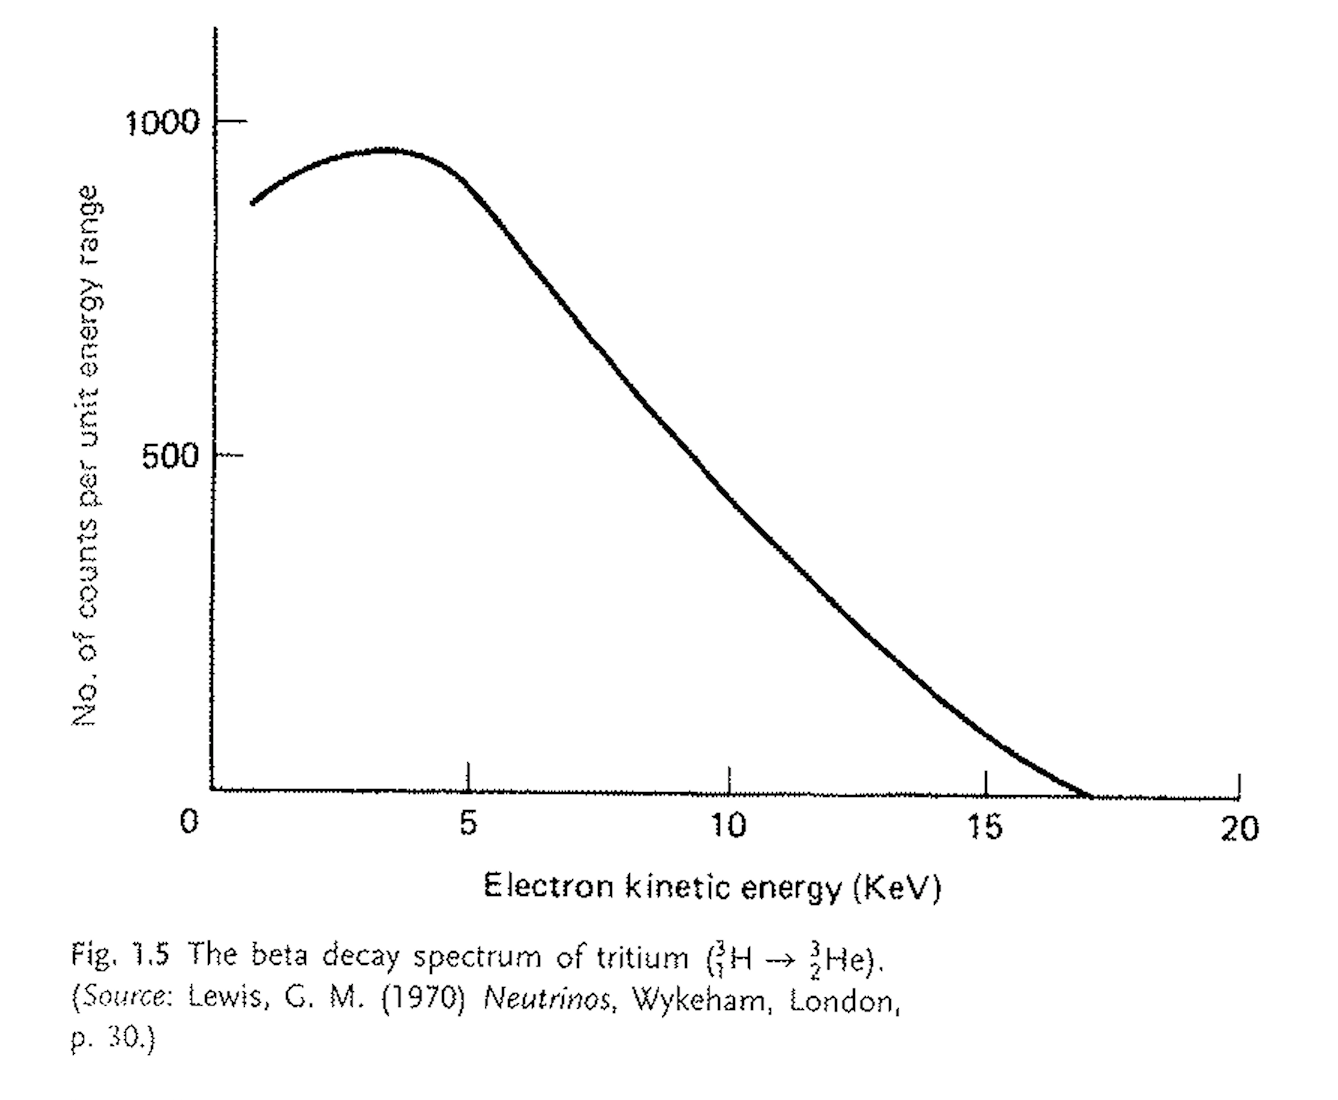 1000
500
No. of counts per unit energy range
0 5 10 15 20
Electron kinetic energy (KeV)
Fig. 1.5 The beta decay spectrum of tritium (³₁H → ³₂He).
(Source: Lewis, G. M. (1970) Neutrinos, Wykeham, London,
p. 30.)